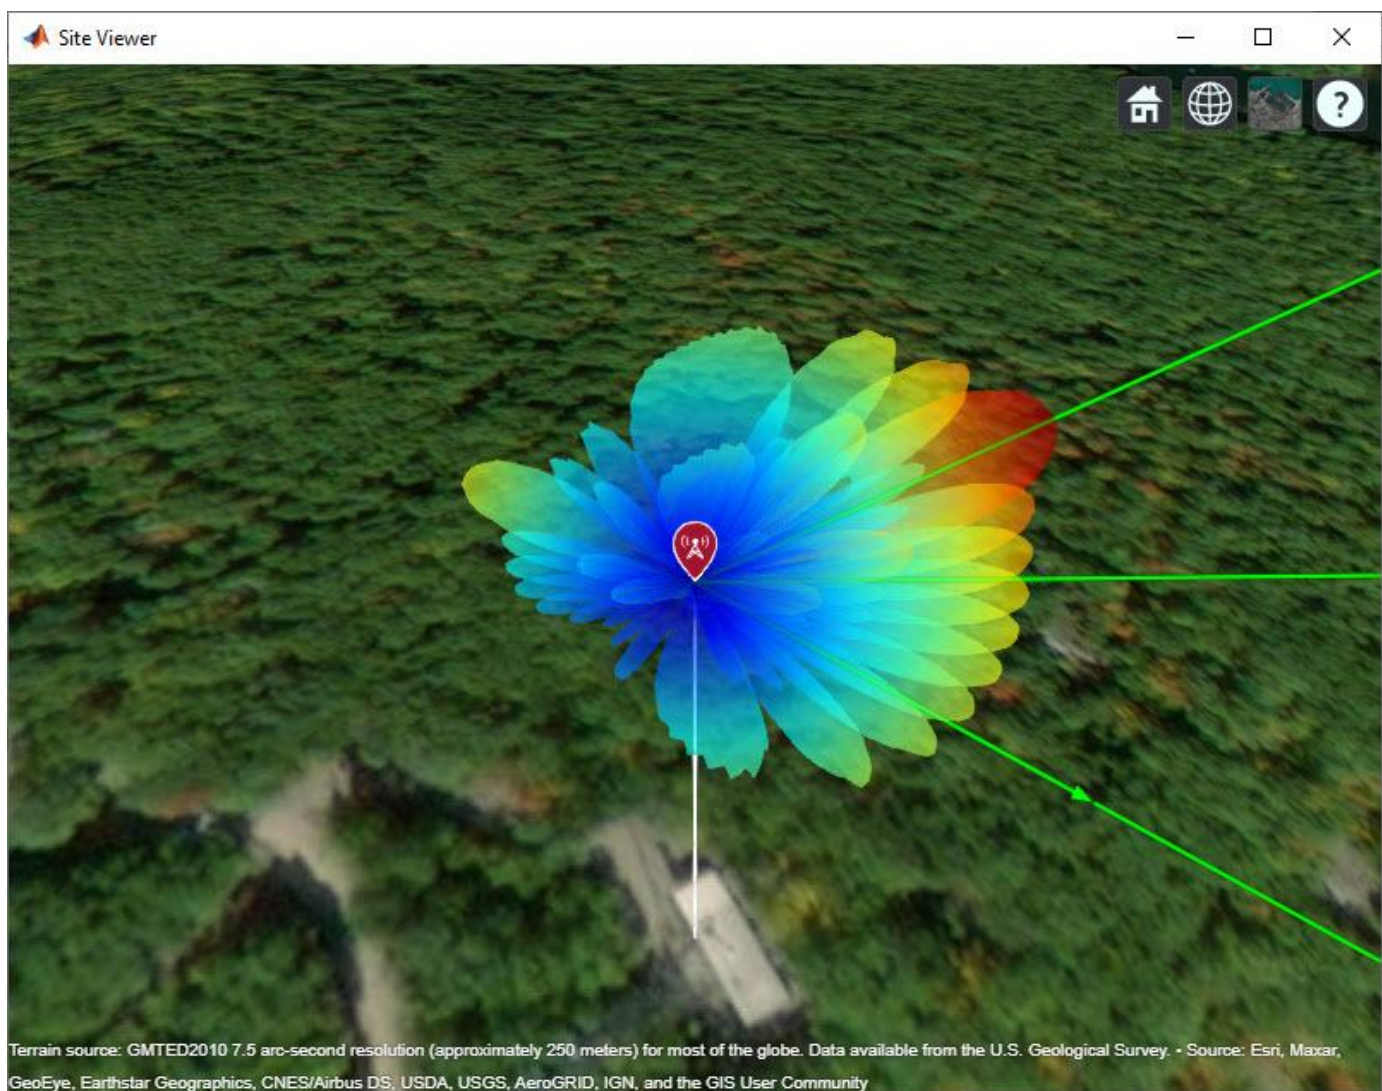 Site Viewer
?
Terrain source: GMTED2010 7.5 arc-second resolution (approximately 250 meters) for most of the globe. Data available from the U.S. Geological Survey. • Source: Esri, Maxar,
GeoEye, Earthstar Geographics, CNES/Airbus DS, USDA, USGS, AeroGRID, IGN, and the GIS User Community